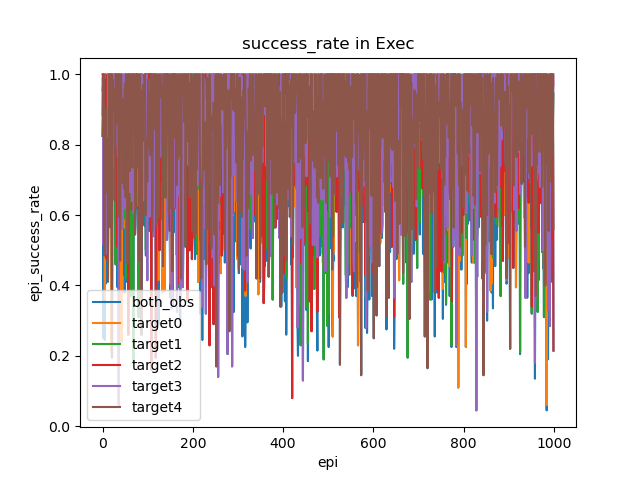 success_rate in Exec
epi_success_rate
1.0
0.8
0.6
0.4
0.2
0.0
both_obs
target0
target1
target2
target3
target4
0 200 400 600 800 1000
epi